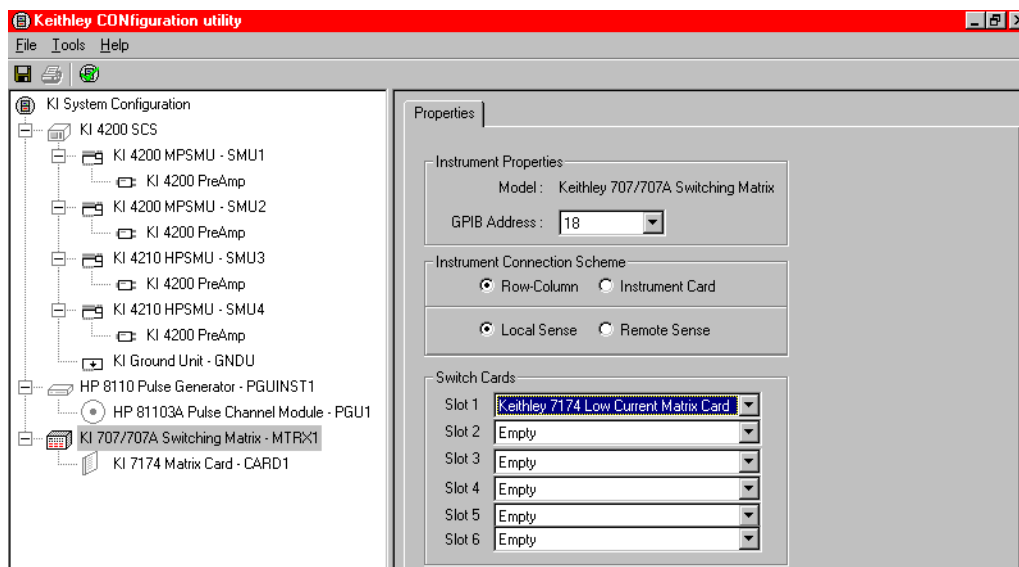 Keithley CONfiguration utility
File Tools Help
KI System Configuration
KI 4200 SCS
KI 4200 MPSMU - SMU1
KI 4200 PreAmp
KI 4200 MPSMU - SMU2
KI 4200 PreAmp
KI 4210 HPSMU - SMU3
KI 4200 PreAmp
KI 4210 HPSMU - SMU4
KI 4200 PreAmp
KI Ground Unit - GNDU
HP 8110 Pulse Generator - PGUINST1
HP 81103A Pulse Channel Module - PGU1
KI 707/707A Switching Matrix - MTRX1
KI 7174 Matrix Card - CARD1
Properties
Instrument Properties
Model : Keithley 707/707A Switching Matrix
GPIB Address : 18
Instrument Connection Scheme
Row-Column Instrument Card
Local Sense Remote Sense
Switch Cards
Slot 1 Keithley 7174 Low Current Matrix Card
Slot 2 Empty
Slot 3 Empty
Slot 4 Empty
Slot 5 Empty
Slot 6 Empty